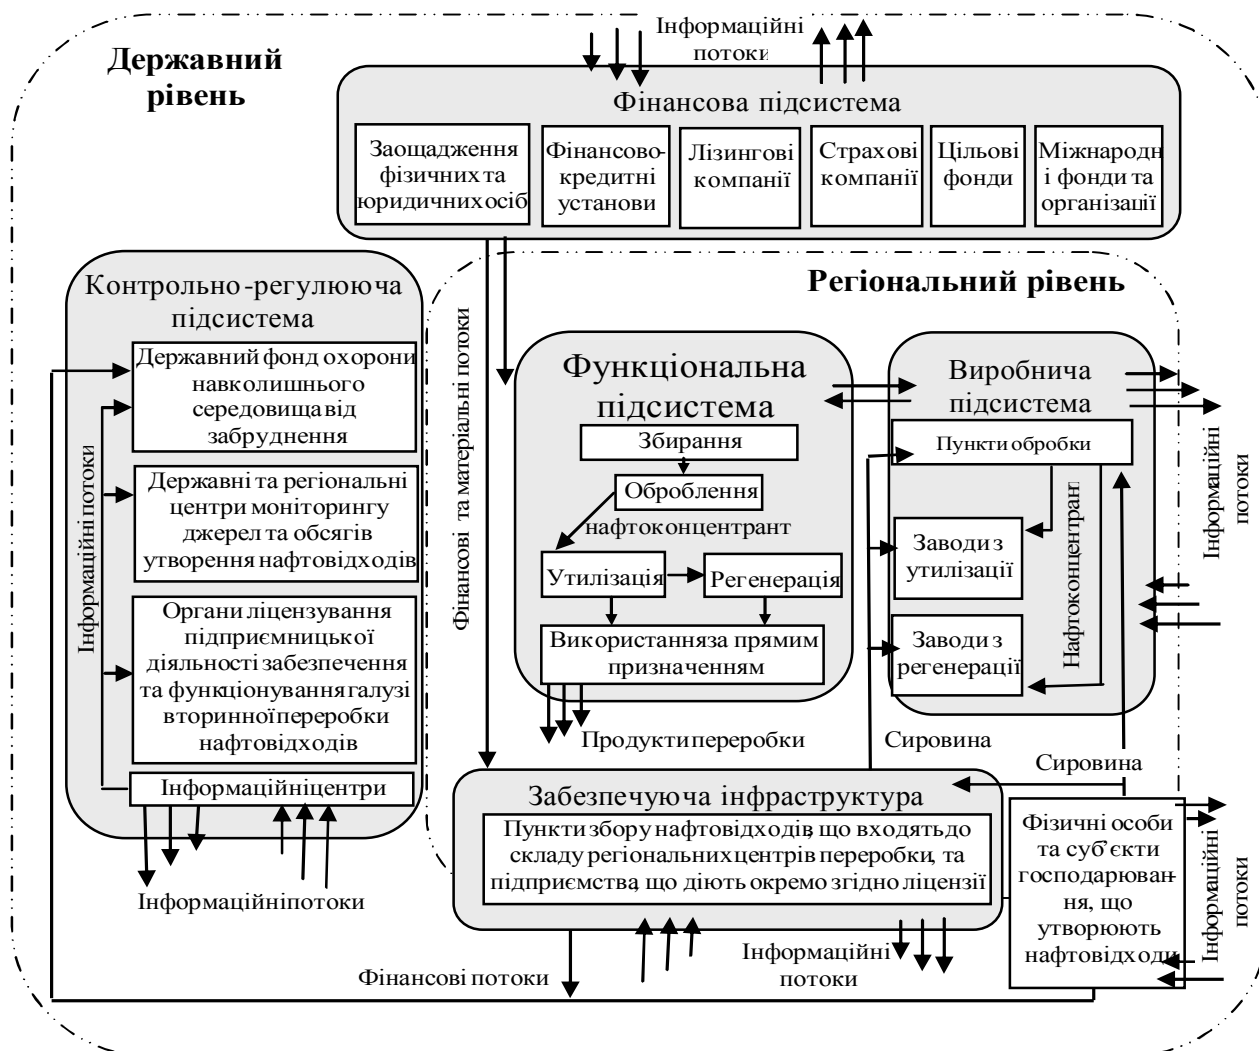 Державний
рівень
Інформаційні
потоки
Фінансова підсистема
Заощадження
фізичних та
юридичних осіб
Фінансово-
кредитні
установи
Лізингові
компанії
Страхові
компанії
Цільові
фонди
Міжнародн
і фонди та
організації
Контрольно-регулююча
підсистема
Державний фонд охорони
навколишнього
середовища від
забруднення
Державні та регіональні
центри моніторингу
джерел та обсягів
утворення нафтовідходів
Органи ліцензування
підприємницької
діяльності забезпечення
та функціонування галузі
вторинної переробки
нафтовідходів
Інформаційні центри
Інформаційні потоки
Інформаційні потоки
Фінансові та матеріальні потоки
Регіональний рівень
Функціональна
підсистема
Збирання
Оброблення
нафтоконцентрант
Утилізація
Регенерація
Використання за прямим
призначенням
Продукти переробки
Виробнича
підсистема
Пункти обробки
Заводи з
утилізації
Заводи з
регенерації
Нафтоконцентран
Інформаційні
потоки
Сировина
Сировина
Забезпечуюча інфраструктура
Пункти збору нафтовідходів, що входять до
складу регіональних центрів переробки, та
підприємства, що діють окремо згідно ліцензії
Фізичні особи
та суб'єкти
господарюван-
ня, що
утворюють
нафтовідходи
Інформаційні
потоки
Інформаційні
потоки
Фінансові потоки